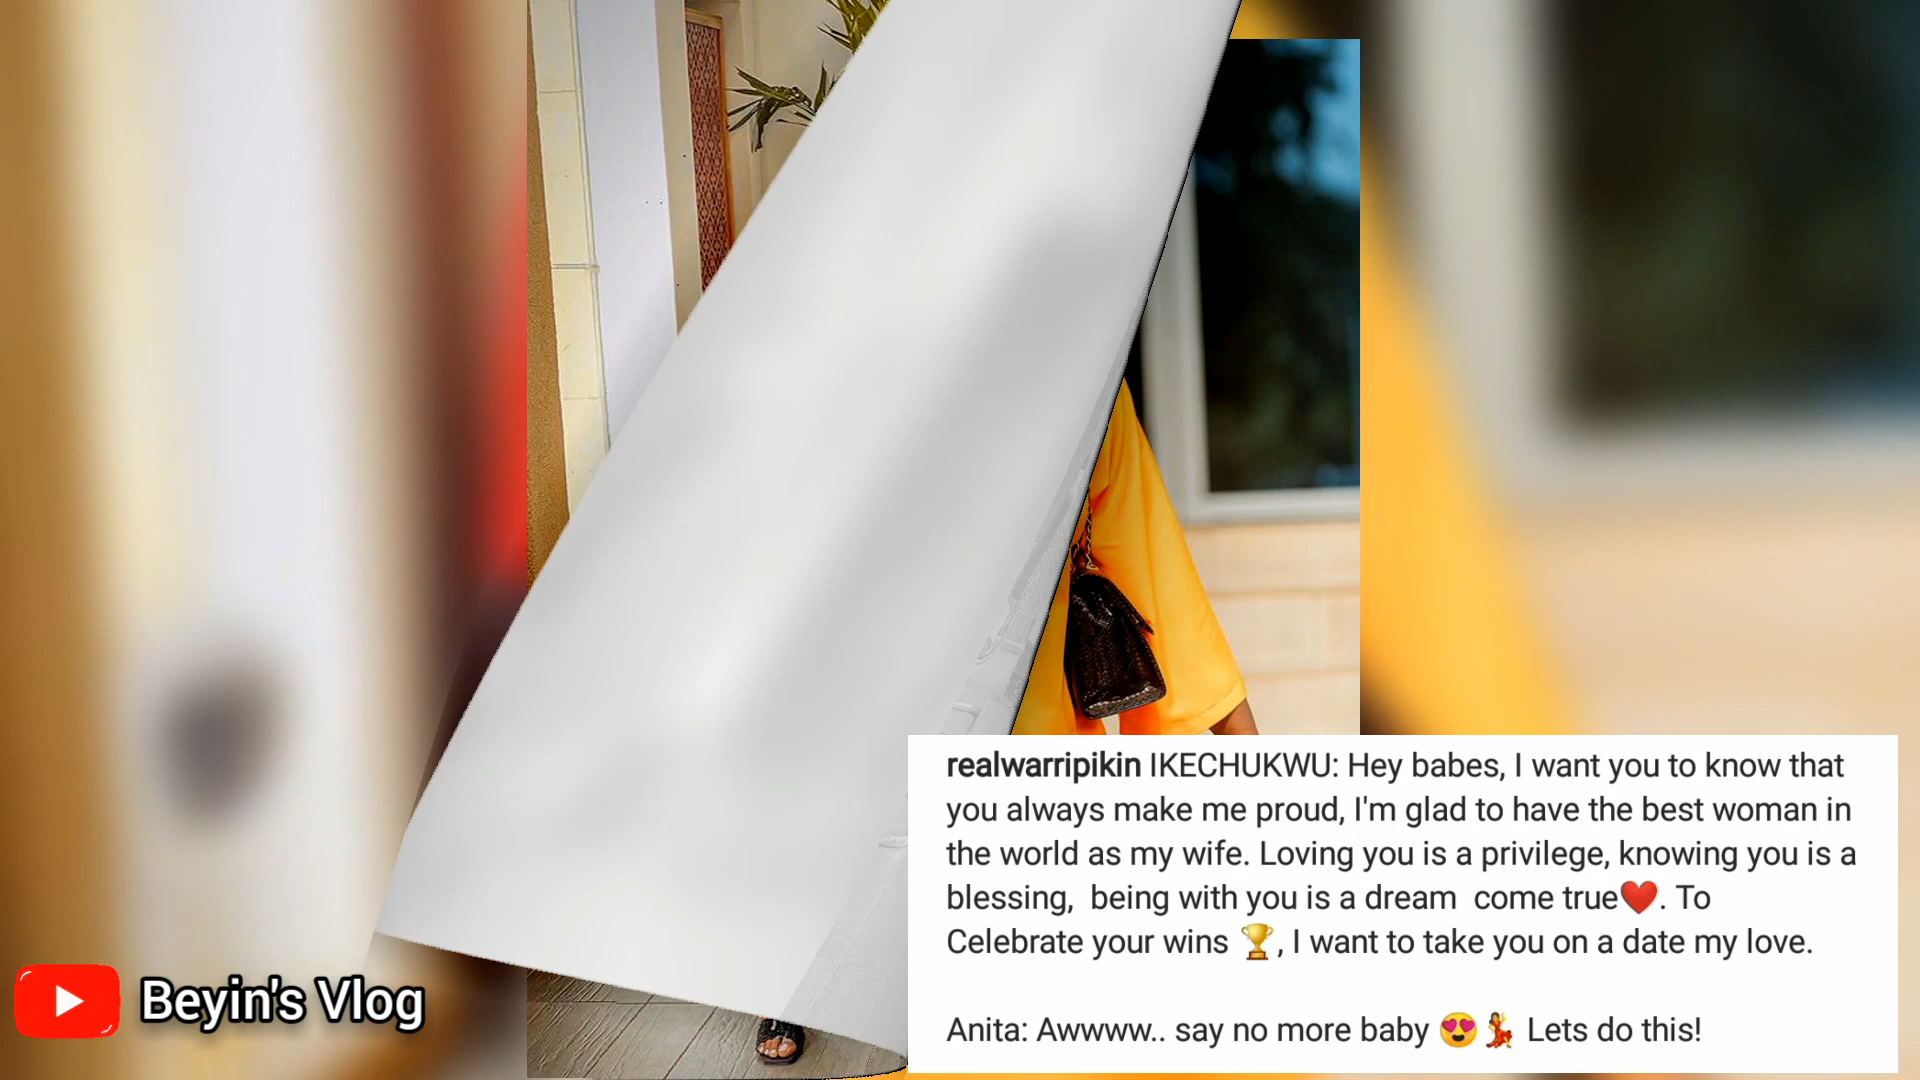 realwarripikin IKECHUKWU: Hey babes, I want you to know that
you always make me proud, I'm glad to have the best woman in
the world as my wife. Loving you is a privilege, knowing you is a
blessing,  being with you is a dream  come true❤️. To
Celebrate your wins 🏆, I want to take you on a date my love.
Anita: Awwww.. say no more baby 😍💃 Lets do this!
Beyin's Vlog